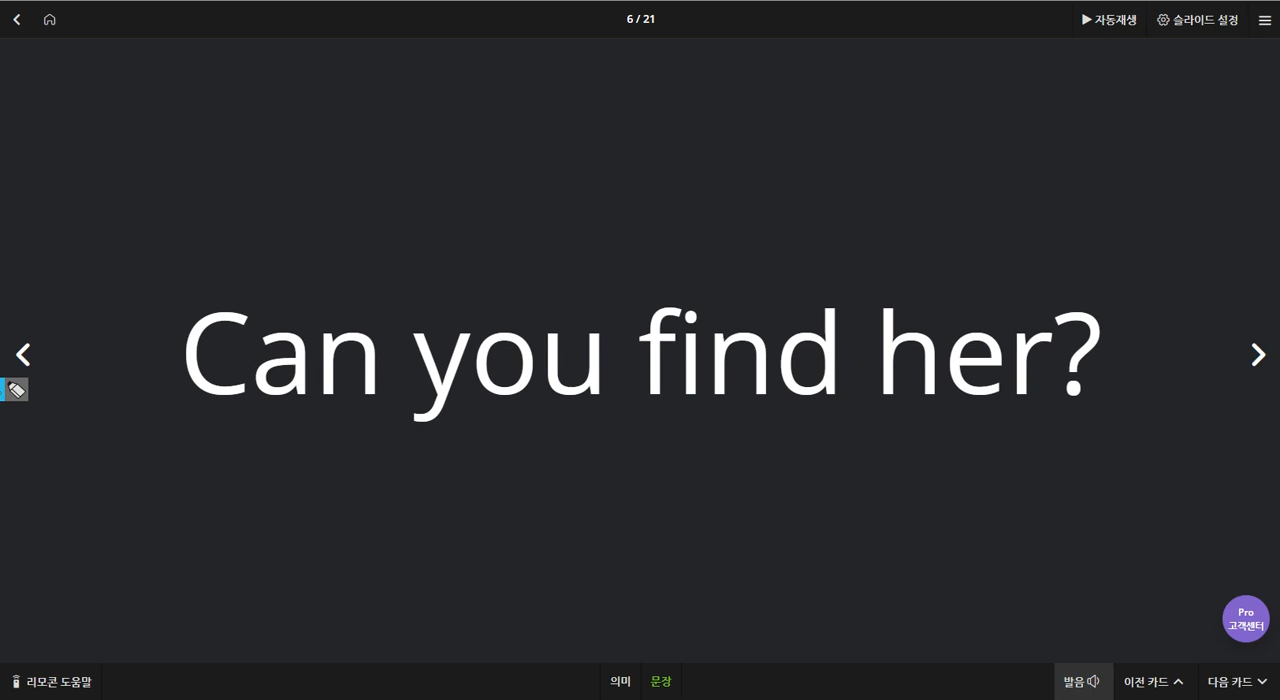 6 / 21
자동재생
슬라이드 설정
Can you find her?
Pro
고객센터
리모콘 도움말
의미
문장
발음
이전 카드
다음 카드